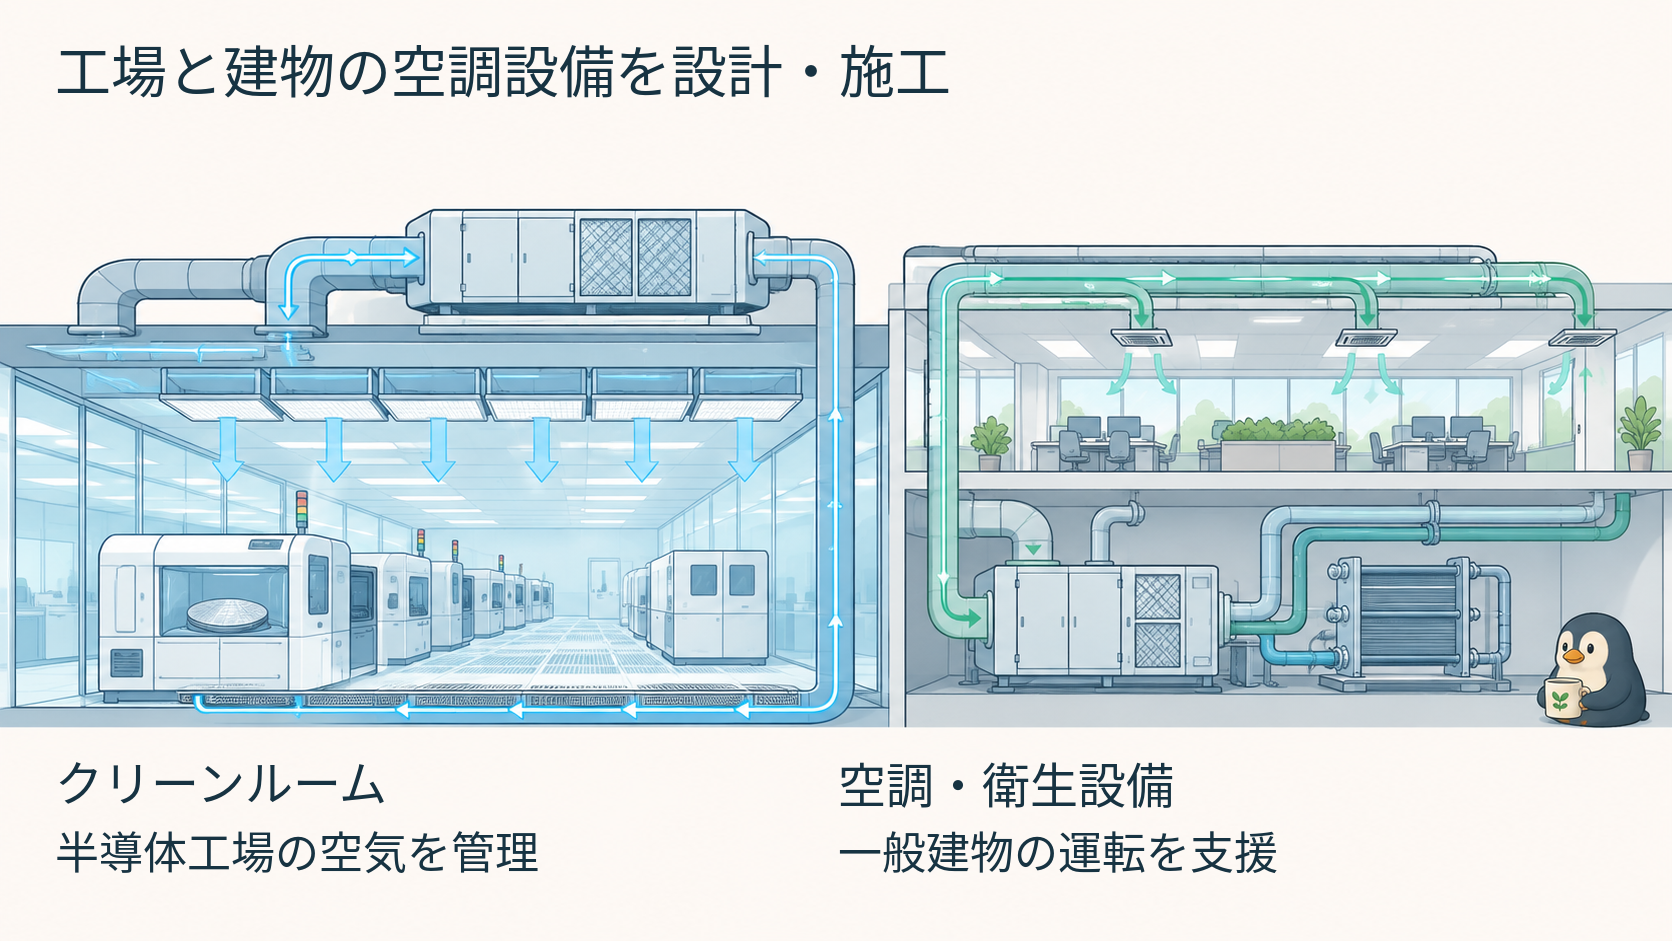 工場と建物の空調設備を設計・施工
クリーンルーム
半導体工場の空気を管理
空調・衛生設備
一般建物の運転を支援